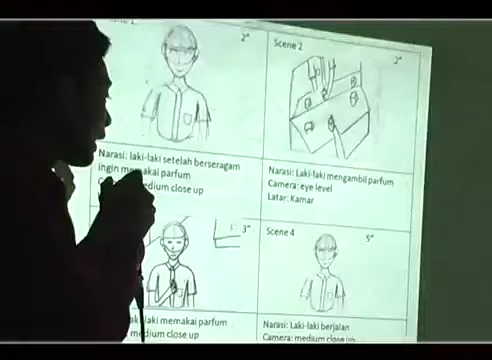 2"
Narasi: laki-laki setelah berseragam
ingin memakai parfum
medium close up
Scene 2
2"
Narasi: Laki-laki mengambil parfum
Camera: eye level
Latar: Kamar
3"
laki memakai parfum
medium close up
Scene 4
5"
Narasi: Laki-laki berjalan
Camera: medium close up